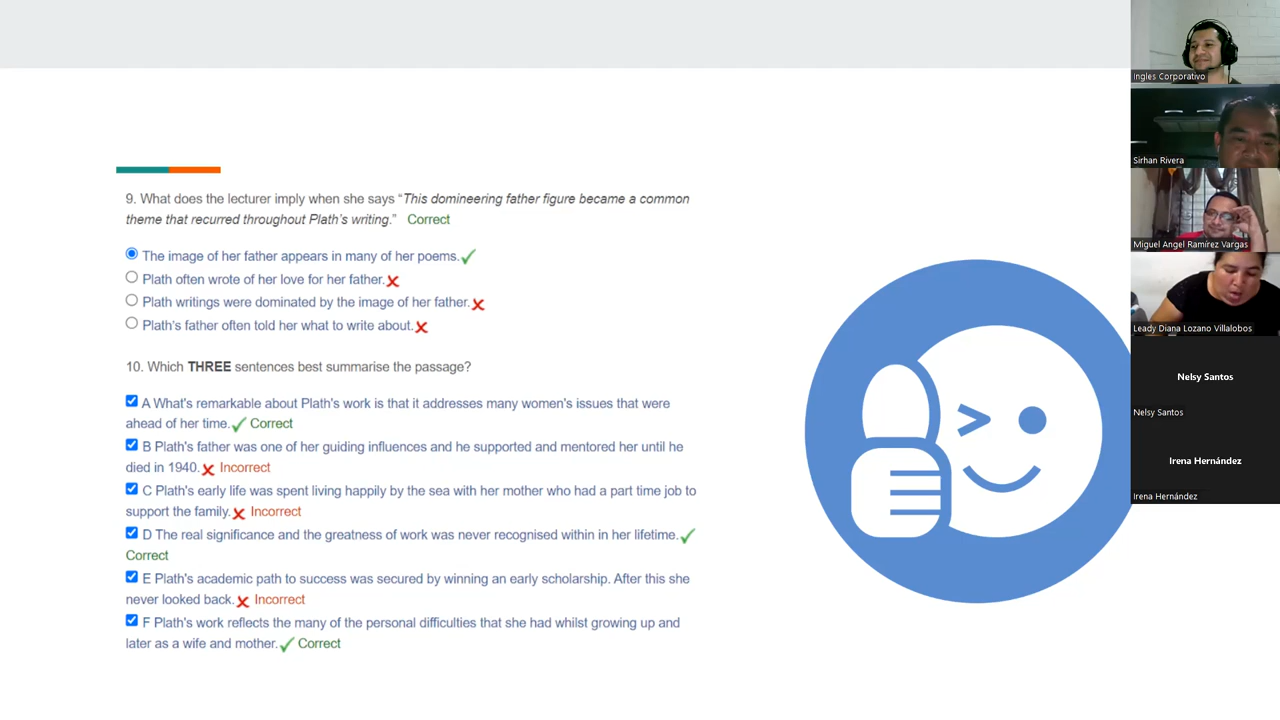 9. What does the lecturer imply when she says “This domineering father figure became a common
theme that recurred throughout Plath’s writing.” Correct
The image of her father appears in many of her poems.
Plath often wrote of her love for her father.
Plath writings were dominated by the image of her father.
Plath’s father often told her what to write about.
10. Which THREE sentences best summarise the passage?
A What's remarkable about Plath's work is that it addresses many women's issues that were
ahead of her time. Correct
B Plath's father was one of her guiding influences and he supported and mentored her until he
died in 1940. Incorrect
C Plath's early life was spent living happily by the sea with her mother who had a part time job to
support the family. Incorrect
D The real significance and the greatness of work was never recognised within in her lifetime.
Correct
E Plath's academic path to success was secured by winning an early scholarship. After this she
never looked back. Incorrect
F Plath's work reflects the many of the personal difficulties that she had whilst growing up and
later as a wife and mother. Correct
Ingles Corporativo
Sirhan Rivera
Miguel Angel Ramírez Vargas
Leady Diana Lozano Villalobos
Nelsy Santos
Nelsy Santos
Irena Hernández
Irena Hernández